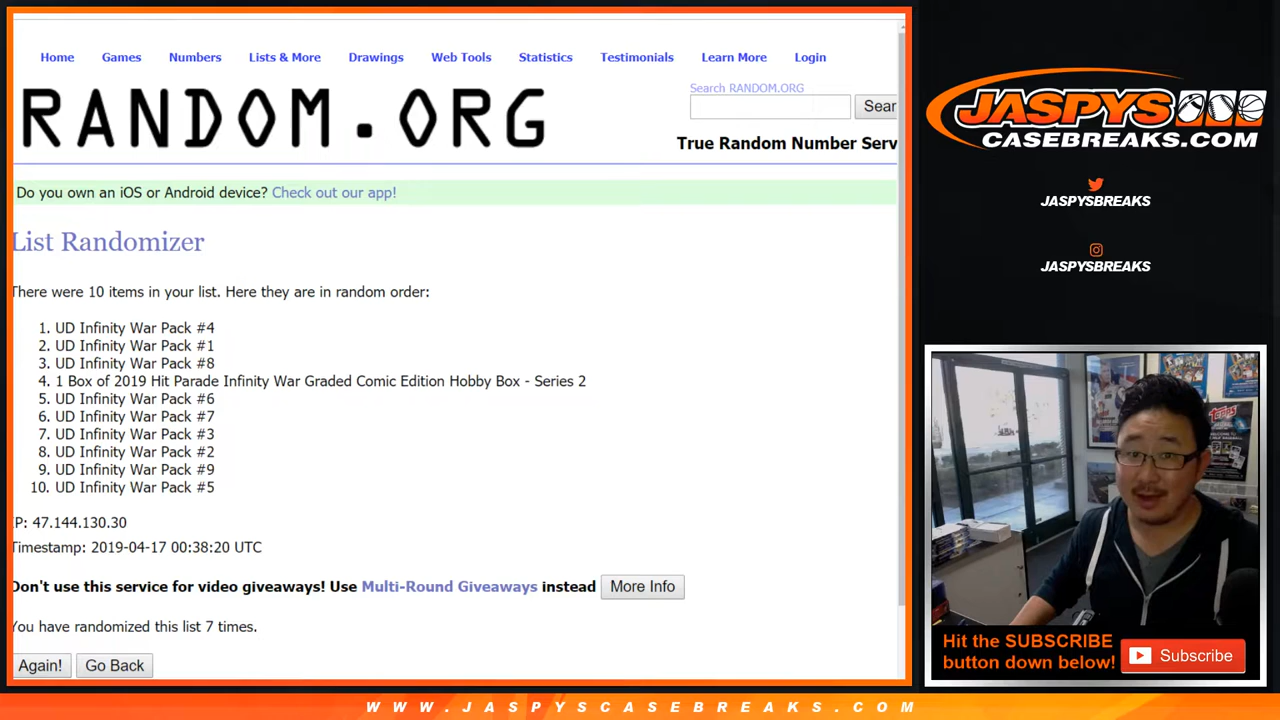 Home Games Numbers Lists & More Drawings Web Tools Statistics Testimonials Learn More Login
RANDOM.ORG
Search RANDOM.ORG
Sear
True Random Number Serv
Do you own an iOS or Android device? Check out our app!
List Randomizer
There were 10 items in your list. Here they are in random order:
1. UD Infinity War Pack #4
2. UD Infinity War Pack #1
3. UD Infinity War Pack #8
4. 1 Box of 2019 Hit Parade Infinity War Graded Comic Edition Hobby Box - Series 2
5. UD Infinity War Pack #6
6. UD Infinity War Pack #7
7. UD Infinity War Pack #3
8. UD Infinity War Pack #2
9. UD Infinity War Pack #9
10. UD Infinity War Pack #5
IP: 47.144.130.30
Timestamp: 2019-04-17 00:38:20 UTC
Don't use this service for video giveaways! Use Multi-Round Giveaways instead More Info
You have randomized this list 7 times.
Again! Go Back
JASPYS
CASEBREAKS.COM
JASPYSBREAKS
JASPYSBREAKS
Topps
Hit the SUBSCRIBE
button down below!
Subscribe
WWW.JASPYSCASEBREAKS.COM